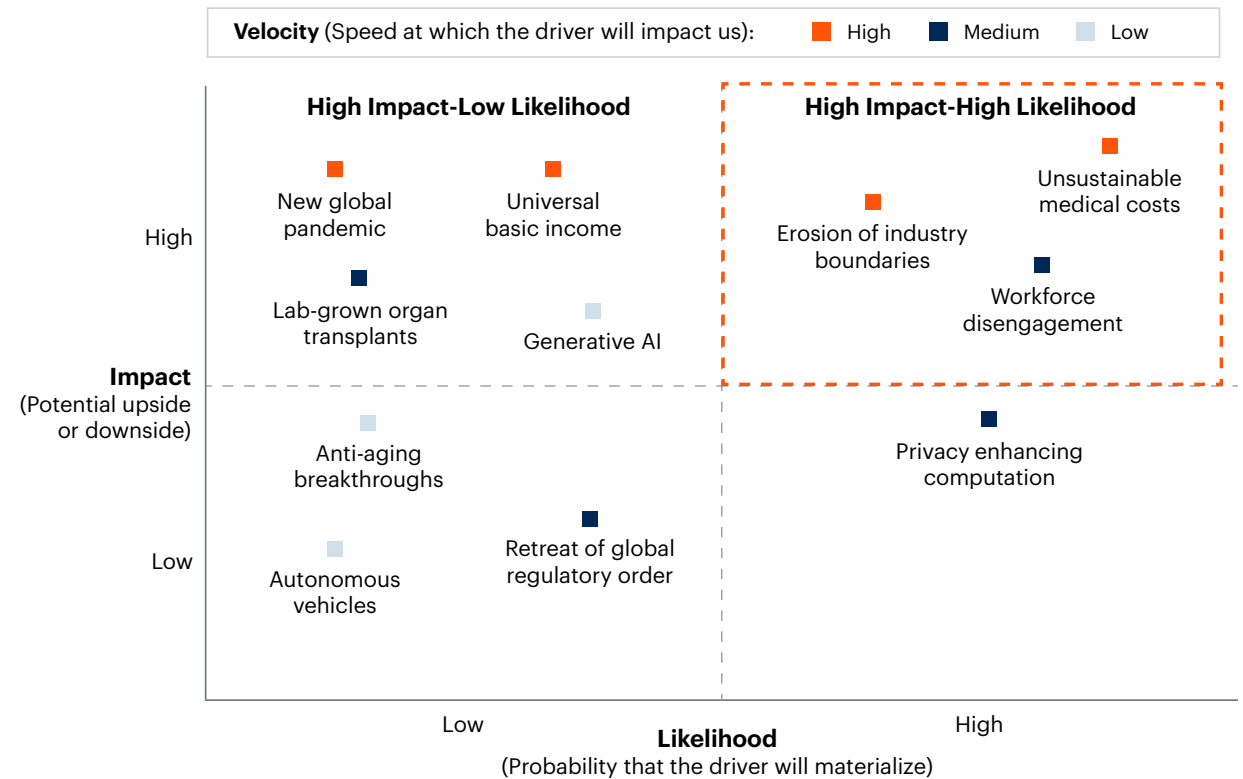 Velocity (Speed at which the driver will impact us):
High
Medium
Low
High Impact-Low Likelihood
High Impact-High Likelihood
New global
pandemic
Universal
basic income
Unsustainable
medical costs
Erosion of industry
boundaries
High
Lab-grown organ
transplants
Generative AI
Workforce
disengagement
Impact
(Potential upside
or downside)
Anti-aging
breakthroughs
Privacy enhancing
computation
Low
Retreat of global
regulatory order
Autonomous
vehicles
Low
High
Likelihood
(Probability that the driver will materialize)